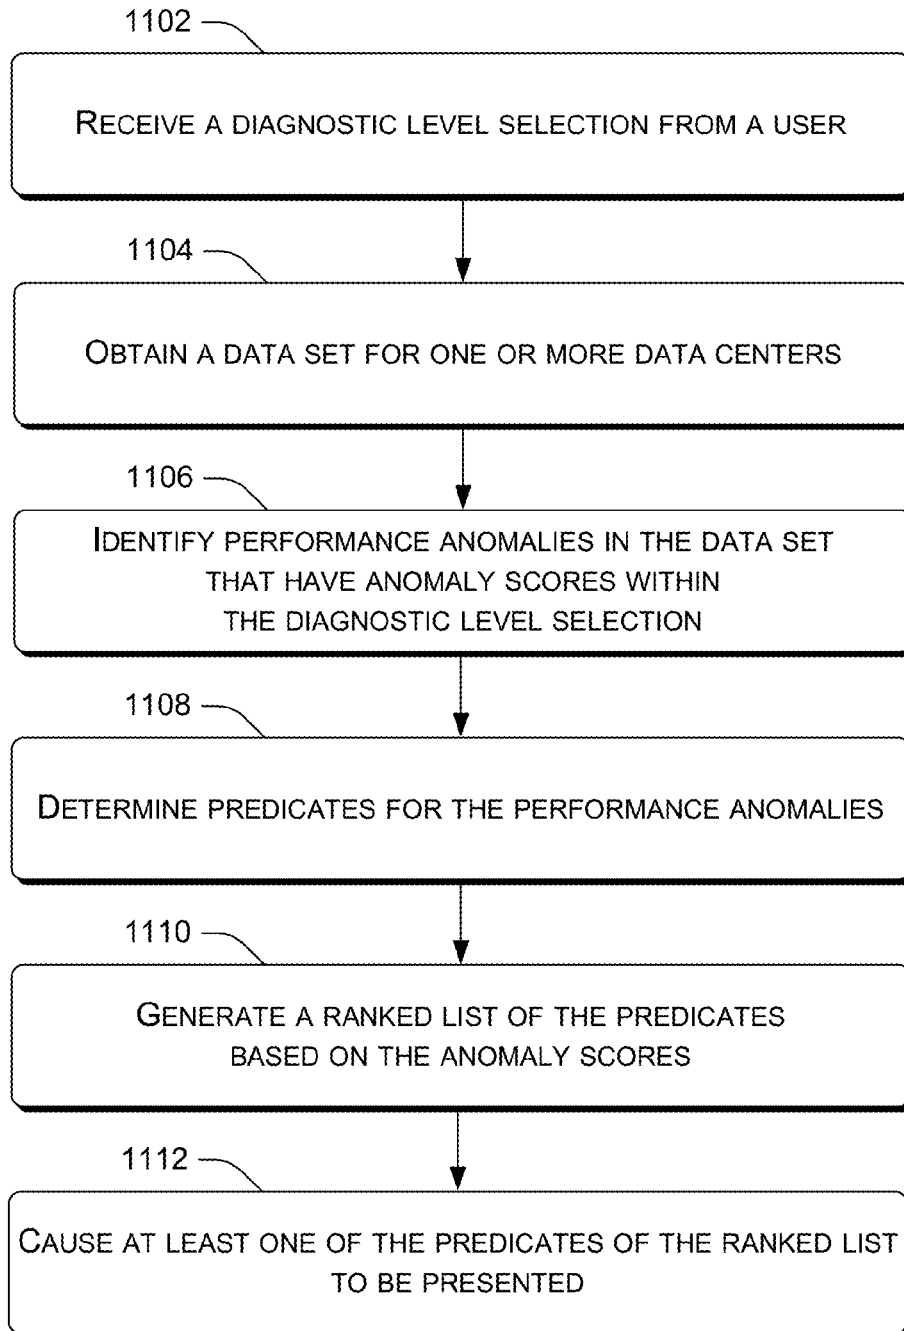 1102
RECEIVE A DIAGNOSTIC LEVEL SELECTION FROM A USER
1104
OBTAIN A DATA SET FOR ONE OR MORE DATA CENTERS
1106
IDENTIFY PERFORMANCE ANOMALIES IN THE DATA SET
THAT HAVE ANOMALY SCORES WITHIN
THE DIAGNOSTIC LEVEL SELECTION
1108
DETERMINE PREDICATES FOR THE PERFORMANCE ANOMALIES
1110
GENERATE A RANKED LIST OF THE PREDICATES
BASED ON THE ANOMALY SCORES
1112
CAUSE AT LEAST ONE OF THE PREDICATES OF THE RANKED LIST
TO BE PRESENTED